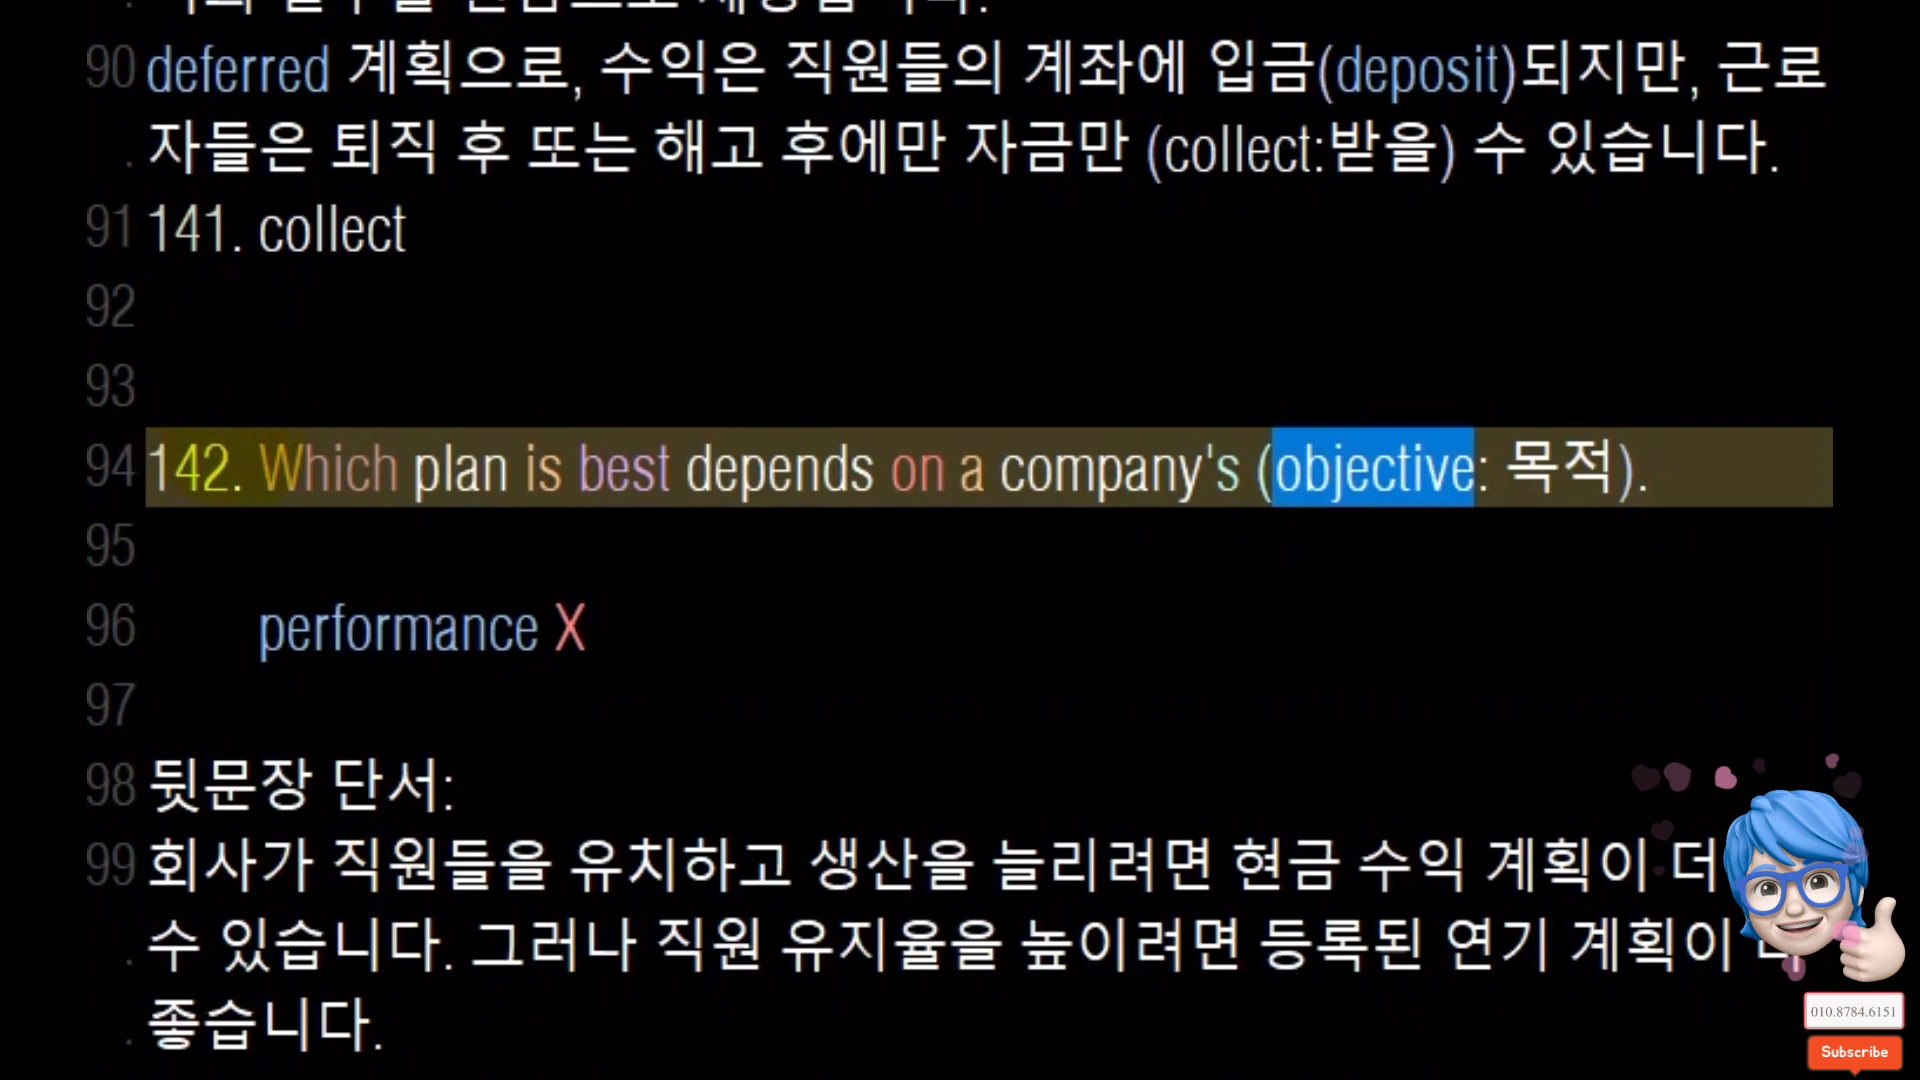 90 deferred 계획으로, 수익은 직원들의 계좌에 입금(deposit)되지만, 근로
. 자들은 퇴직 후 또는 해고 후에만 자금만 (collect:받을) 수 있습니다.
91 141. collect
92
93
94 142. Which plan is best depends on a company's (objective: 목적).
95
96 performance X
97
98 뒷문장 단서:
99 회사가 직원들을 유치하고 생산을 늘리려면 현금 수익 계획이 더
. 수 있습니다. 그러나 직원 유지율을 높이려면 등록된 연기 계획이
. 좋습니다.
010.8784.6151
Subscribe